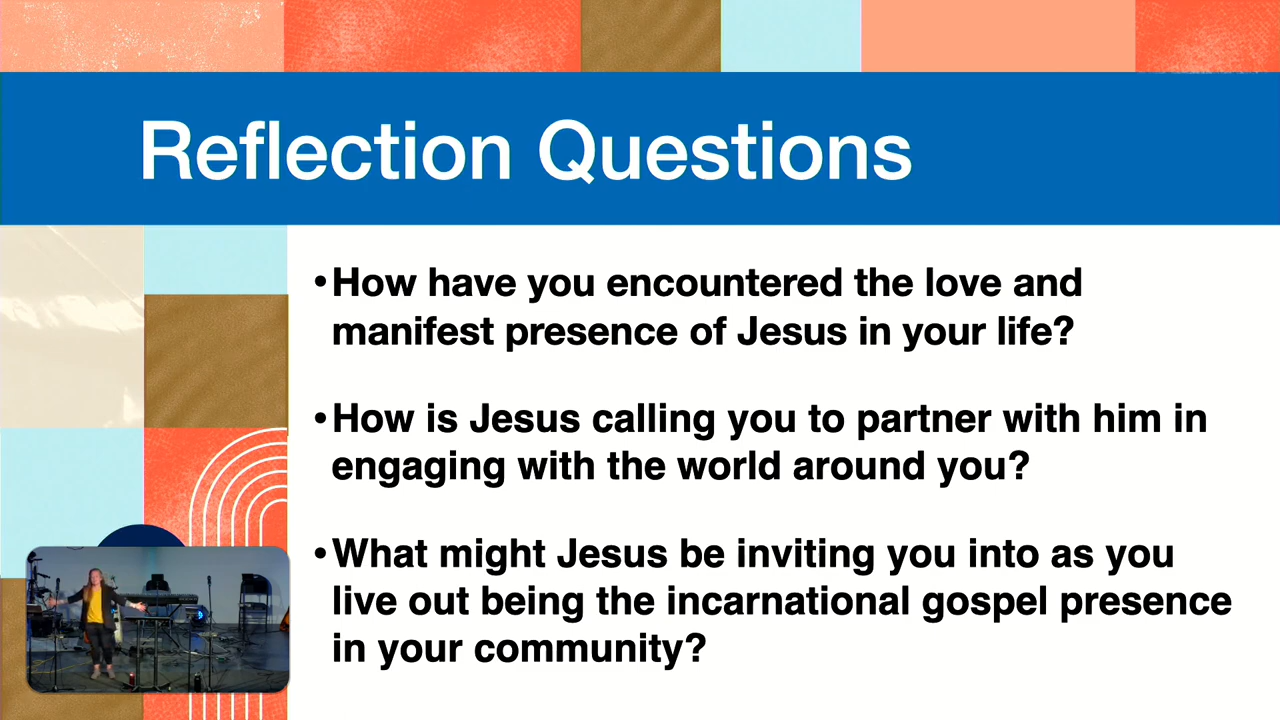 Reflection Questions
•How have you encountered the love and
manifest presence of Jesus in your life?
•How is Jesus calling you to partner with him in
engaging with the world around you?
•What might Jesus be inviting you into as you
live out being the incarnational gospel presence
in your community?